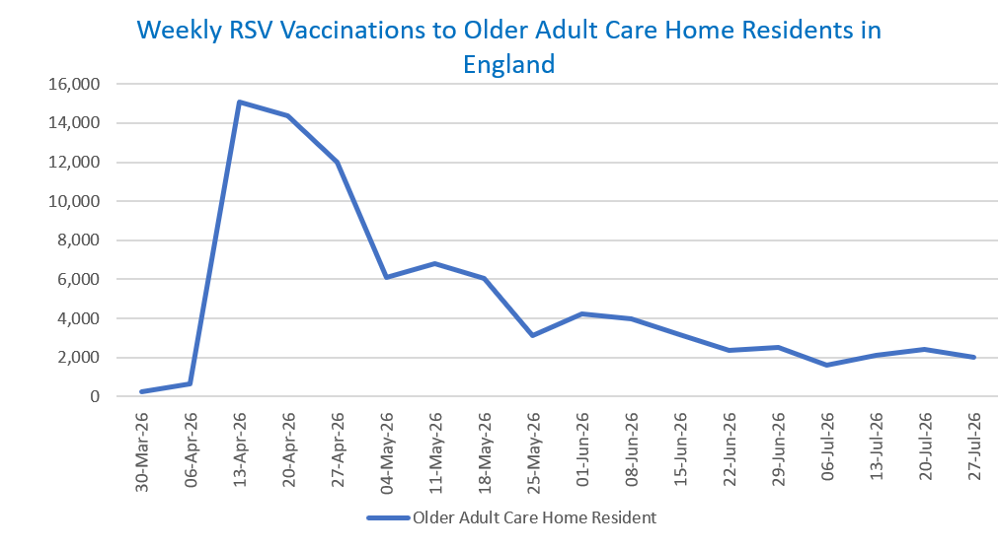 Weekly RSV Vaccinations to Older Adult Care Home Residents in
England
16,000
14,000
12,000
10,000
8,000
6,000
4,000
2,000
0
30-Mar-26
06-Apr-26
13-Apr-26
20-Apr-26
27-Apr-26
04-May-26
11-May-26
18-May-26
25-May-26
01-Jun-26
08-Jun-26
15-Jun-26
22-Jun-26
29-Jun-26
06-Jul-26
13-Jul-26
20-Jul-26
27-Jul-26
Older Adult Care Home Resident